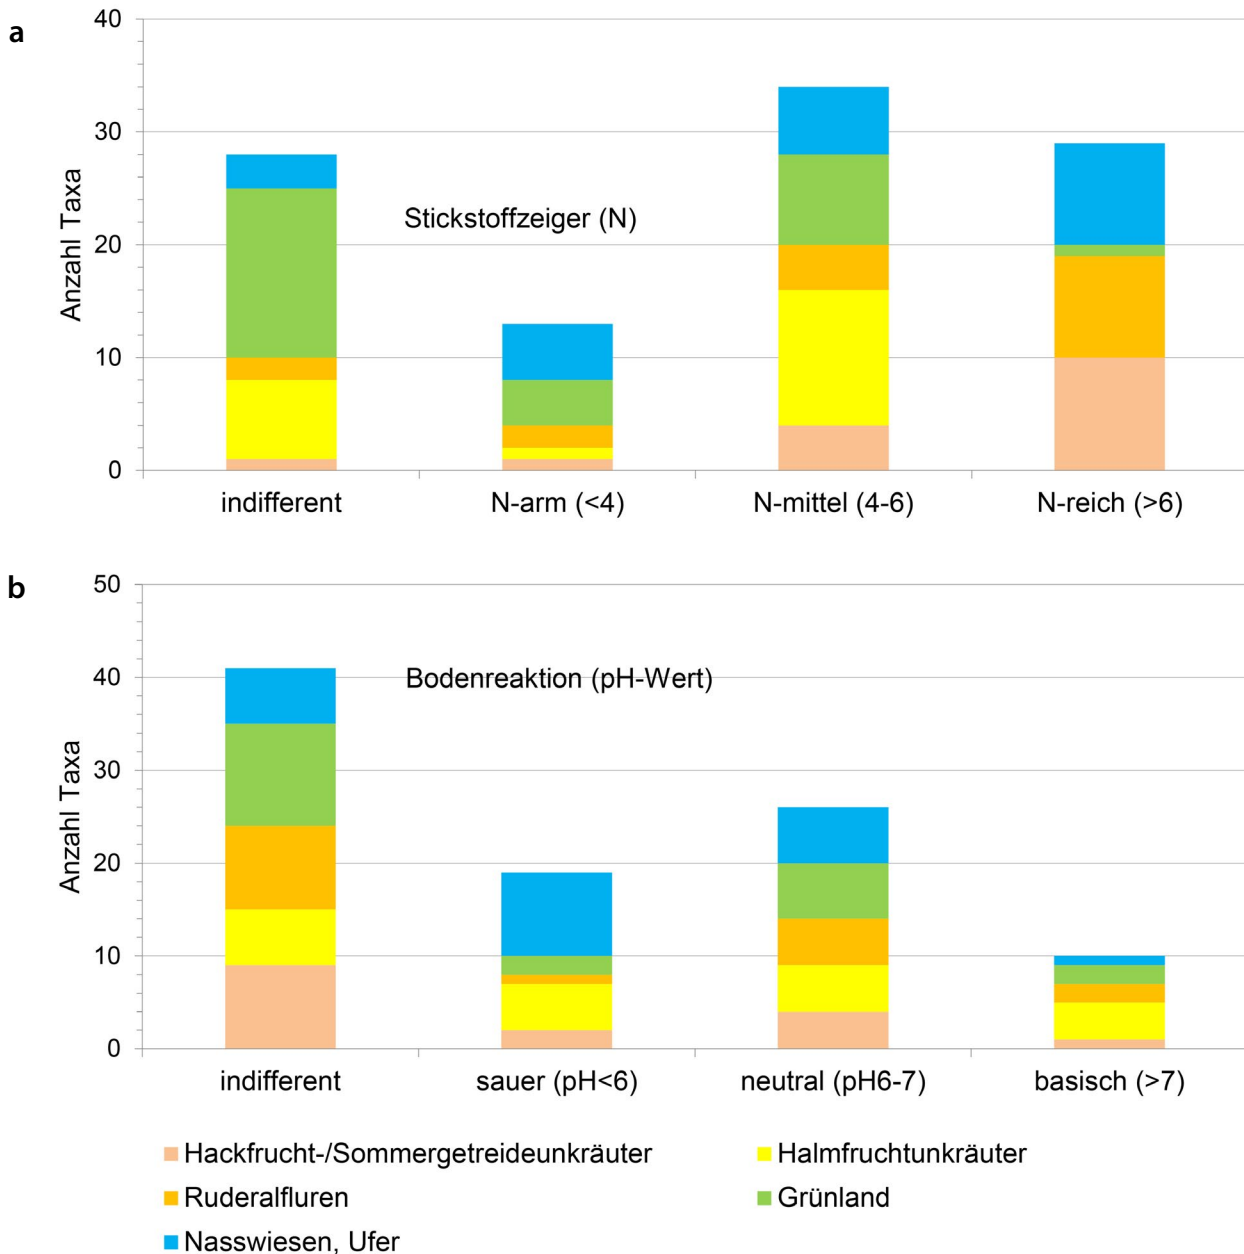 a
40
30
20
10
0
Anzahl Taxa
Stickstoffzeiger (N)
indifferent N-arm (<4) N-mittel (4-6) N-reich (>6)
b
50
40
30
20
10
0
Anzahl Taxa
Bodenreaktion (pH-Wert)
indifferent sauer (pH<6) neutral (pH6-7) basisch (>7)
Hackfrucht-/Sommergetreideunkräuter Halmfruchtunkräuter
Ruderalfluren Grünland
Nasswiesen, Ufer